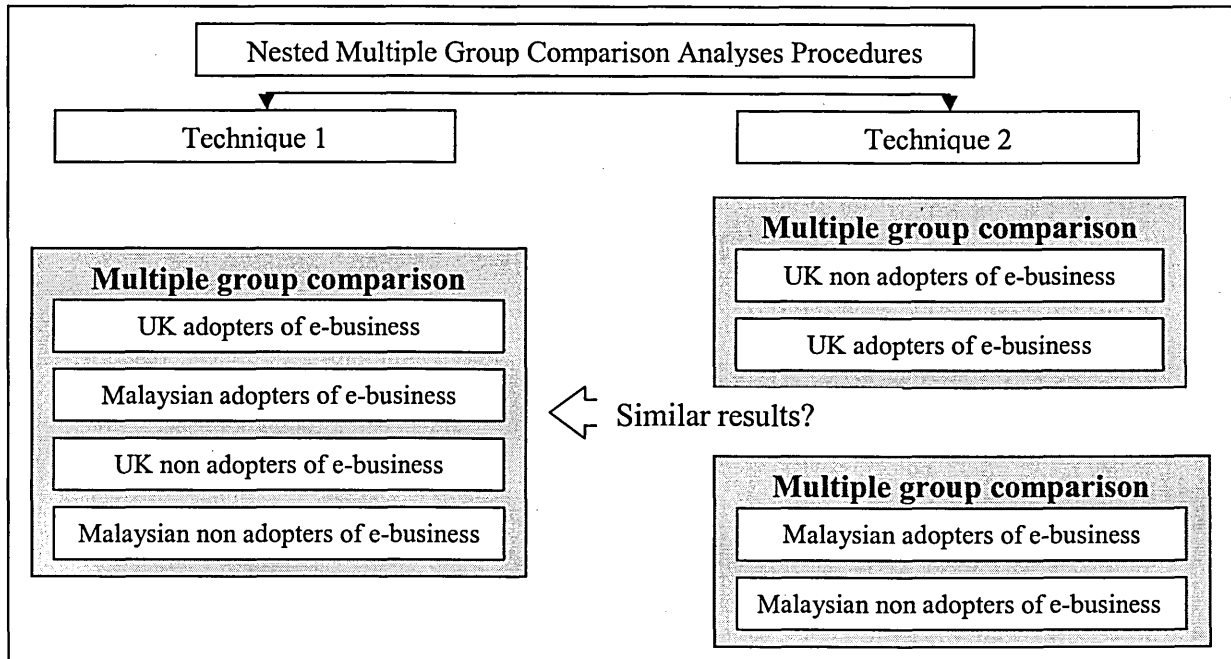 Nested Multiple Group Comparison Analyses Procedures
Technique 1
Technique 2
Multiple group comparison
UK adopters of e-business
Malaysian adopters of e-business
UK non adopters of e-business
Malaysian non adopters of e-business
Similar results?
Multiple group comparison
UK non adopters of e-business
UK adopters of e-business
Multiple group comparison
Malaysian adopters of e-business
Malaysian non adopters of e-business